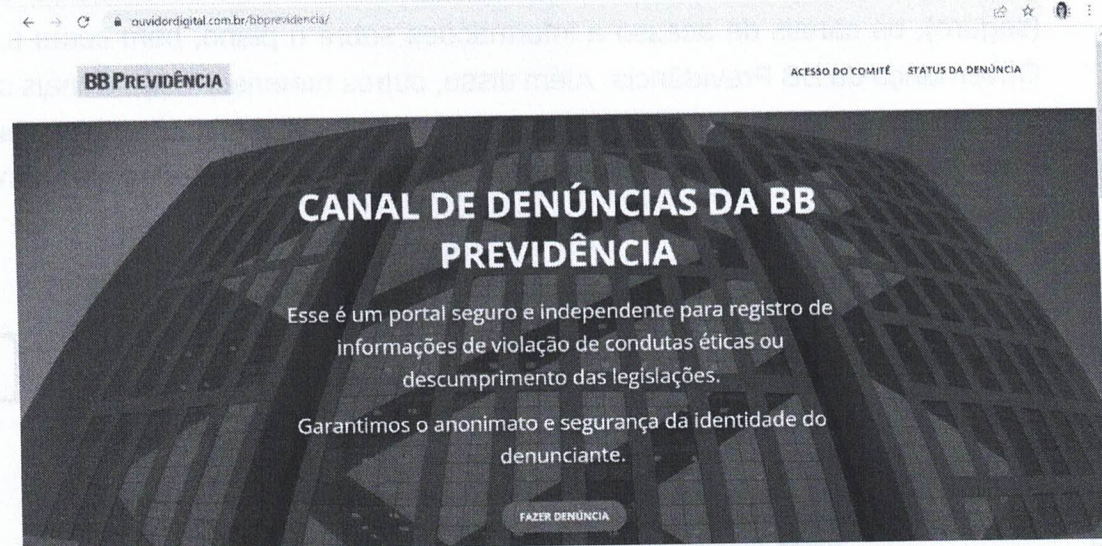 ouvidordigital.com.br/bbprevidencia/
BB PREVIDÊNCIA
ACESSO DO COMITÊ STATUS DA DENÚNCIA
CANAL DE DENÚNCIAS DA BB
PREVIDÊNCIA
Esse é um portal seguro e independente para registro de
informações de violação de condutas éticas ou
descumprimento das legislações.
Garantimos o anonimato e segurança da identidade do
denunciante.
FAZER DENÚNCIA